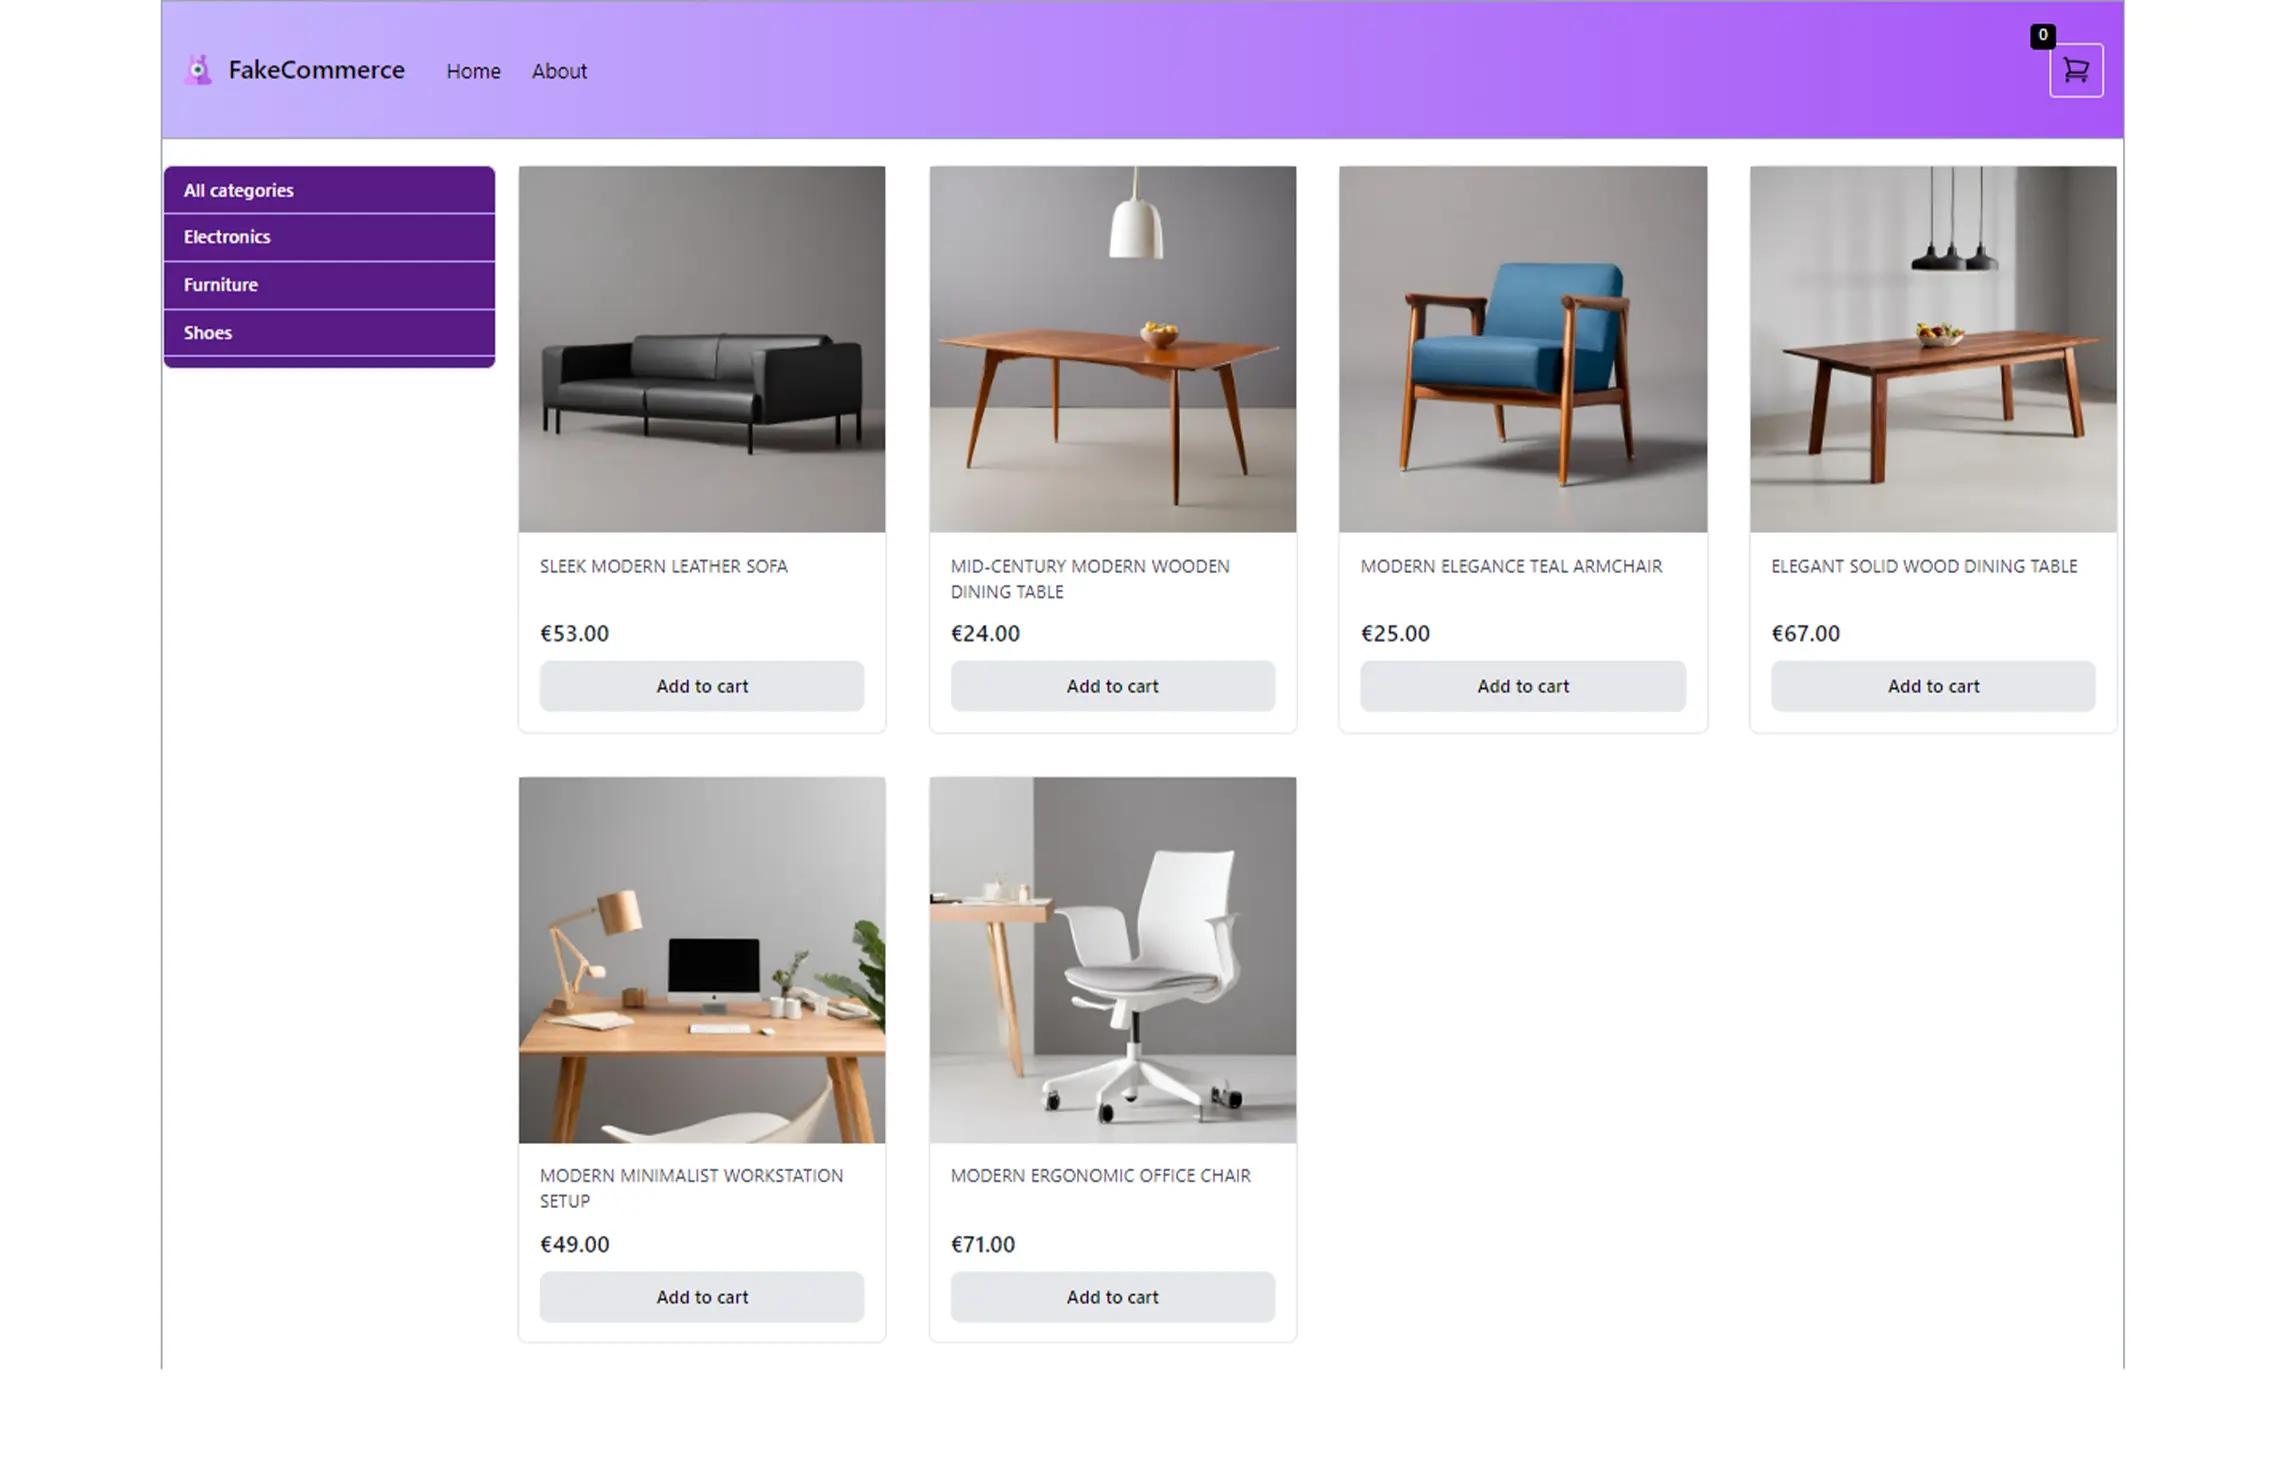 FakeCommerce
Home
About
0
All categories
Electronics
Furniture
Shoes
SLEEK MODERN LEATHER SOFA
€53.00
Add to cart
MID-CENTURY MODERN WOODEN
DINING TABLE
€24.00
Add to cart
MODERN ELEGANCE TEAL ARMCHAIR
€25.00
Add to cart
ELEGANT SOLID WOOD DINING TABLE
€67.00
Add to cart
MODERN MINIMALIST WORKSTATION
SETUP
€49.00
Add to cart
MODERN ERGONOMIC OFFICE CHAIR
€71.00
Add to cart